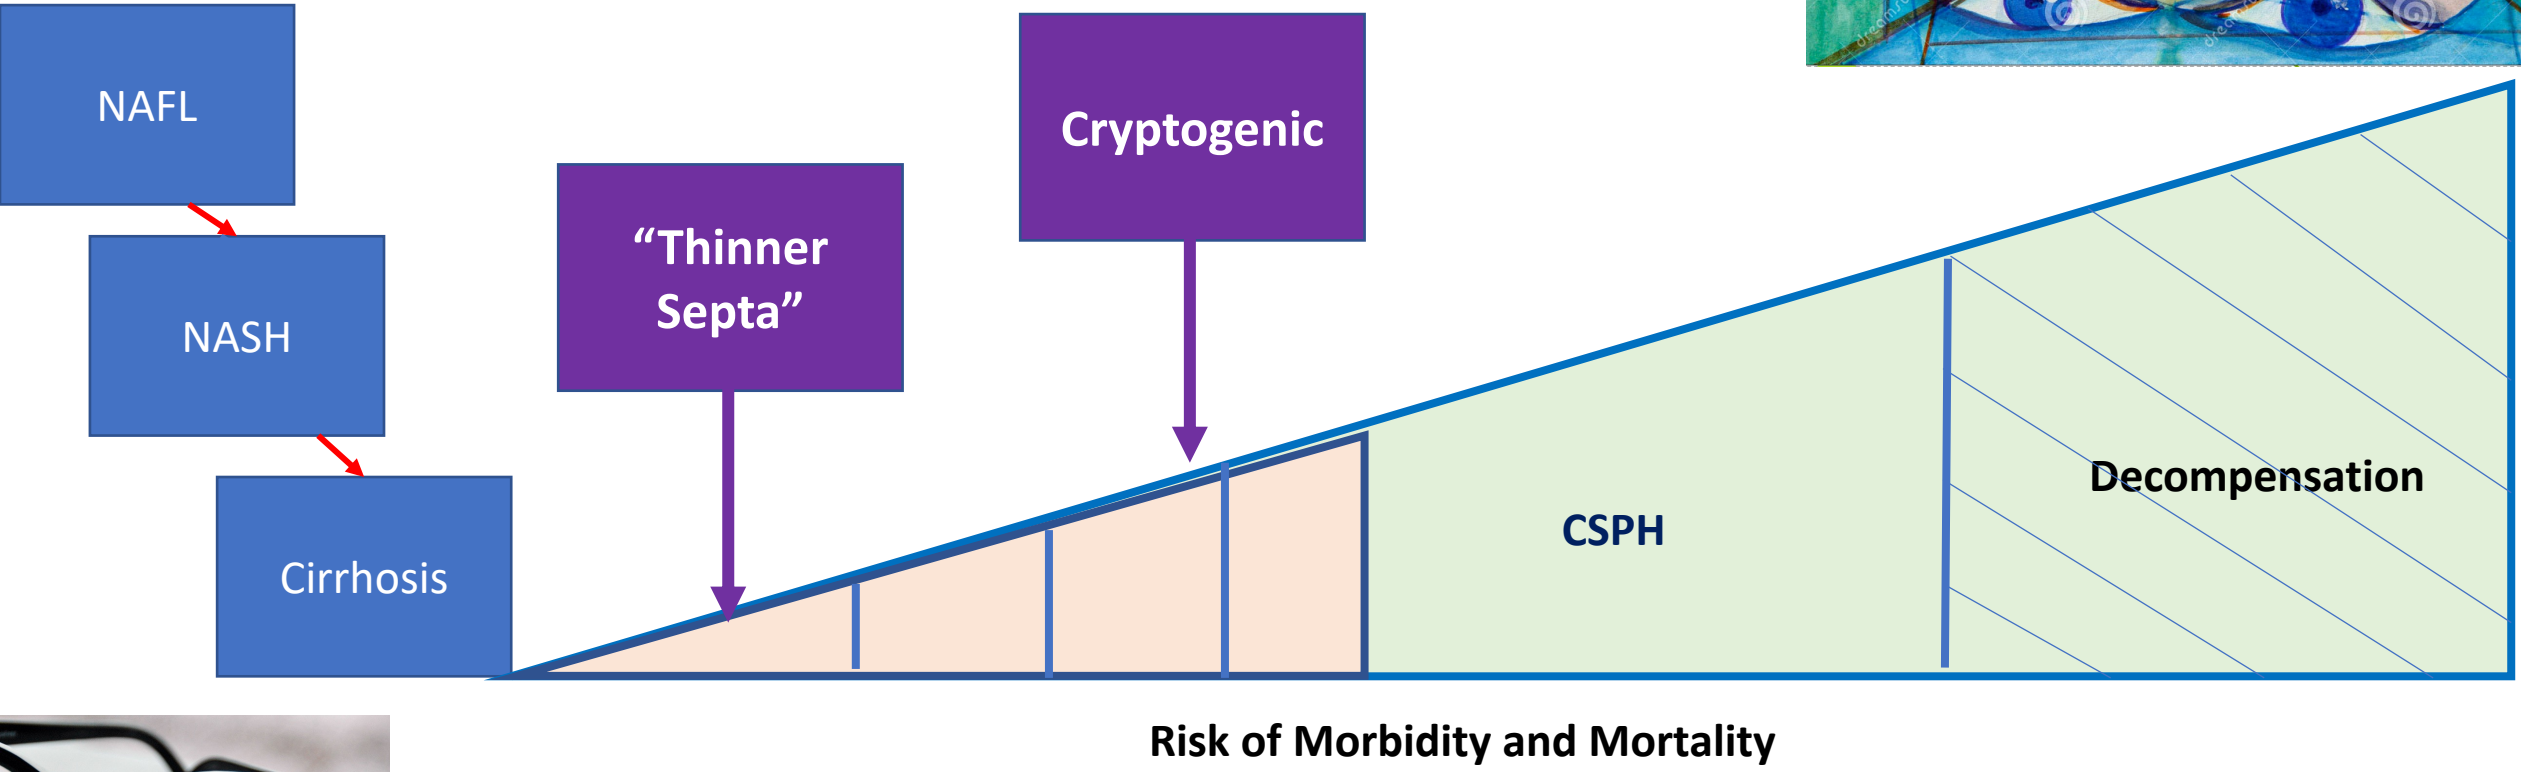 NAFL
NASH
Cirrhosis
“Thinner
Septa”
Cryptogenic
CSPH
Decompensation
Risk of Morbidity and Mortality